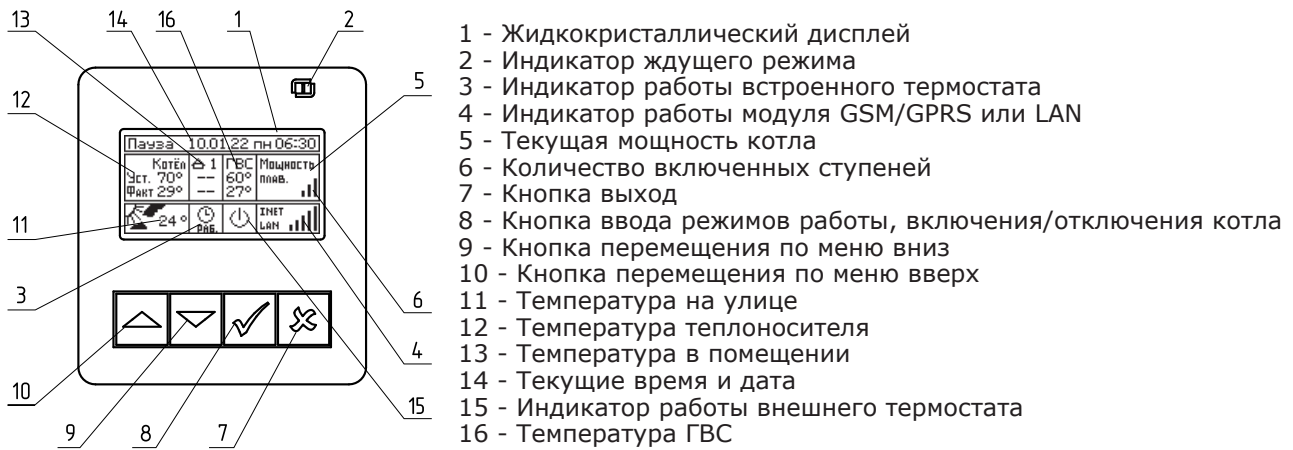 13
14
16
1
2
5
12
11
3
6
4
10
15
9
8
7
Пауза 10.01.22 пн 06:30
Котёл 1 ГВС Мощность
Уст. 70° -- 60° плав.
Факт 29° -- 27°
24° РАБ. INET
LAN
1 - Жидкокристаллический дисплей
2 - Индикатор ждущего режима
3 - Индикатор работы встроенного термостата
4 - Индикатор работы модуля GSM/GPRS или LAN
5 - Текущая мощность котла
6 - Количество включенных ступеней
7 - Кнопка выход
8 - Кнопка ввода режимов работы, включения/отключения котла
9 - Кнопка перемещения по меню вниз
10 - Кнопка перемещения по меню вверх
11 - Температура на улице
12 - Температура теплоносителя
13 - Температура в помещении
14 - Текущие время и дата
15 - Индикатор работы внешнего термостата
16 - Температура ГВС